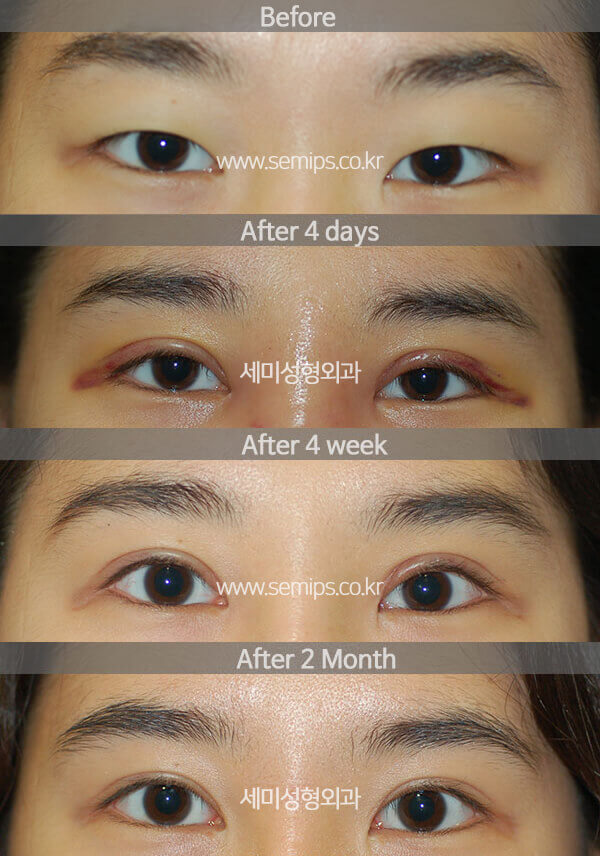 Before
www.semips.co.kr
After 4 days
세미성형외과
After 4 week
www.semips.co.kr
After 2 Month
세미성형외과